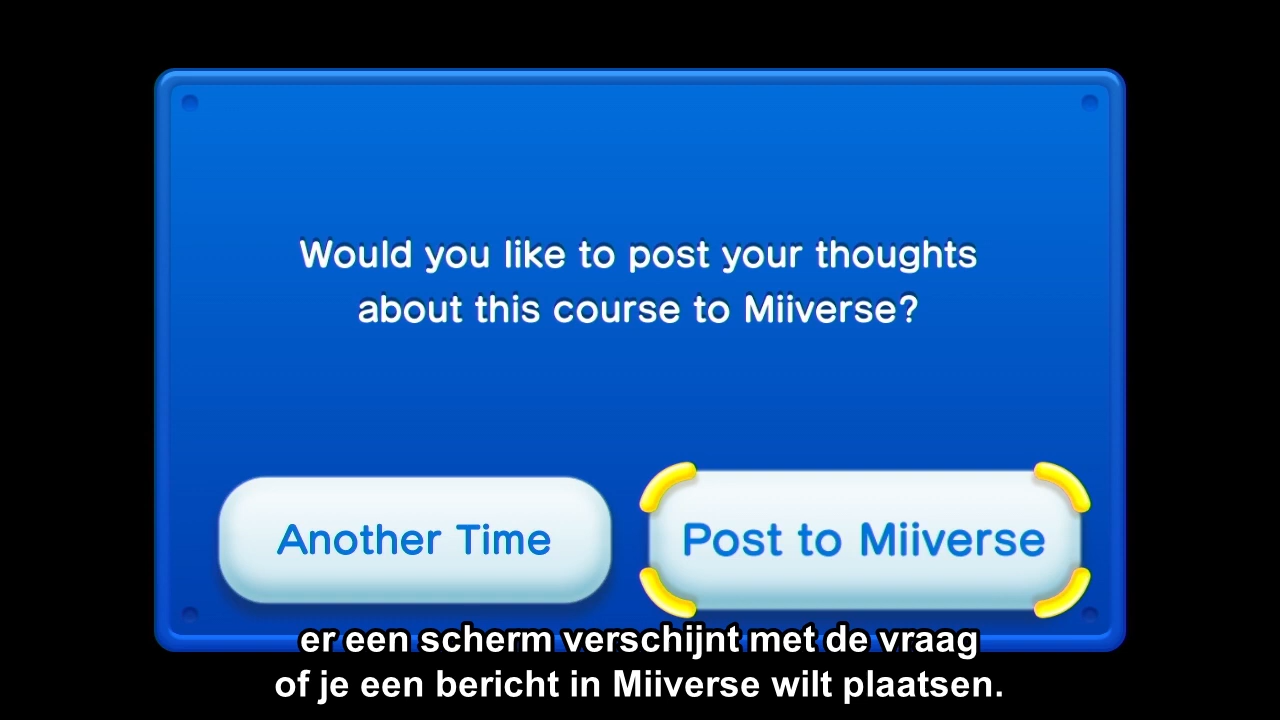 Would you like to post your thoughts
about this course to Miiverse?
Another Time
Post to Miiverse
er een scherm verschijnt met de vraag
of je een bericht in Miiverse wilt plaatsen.